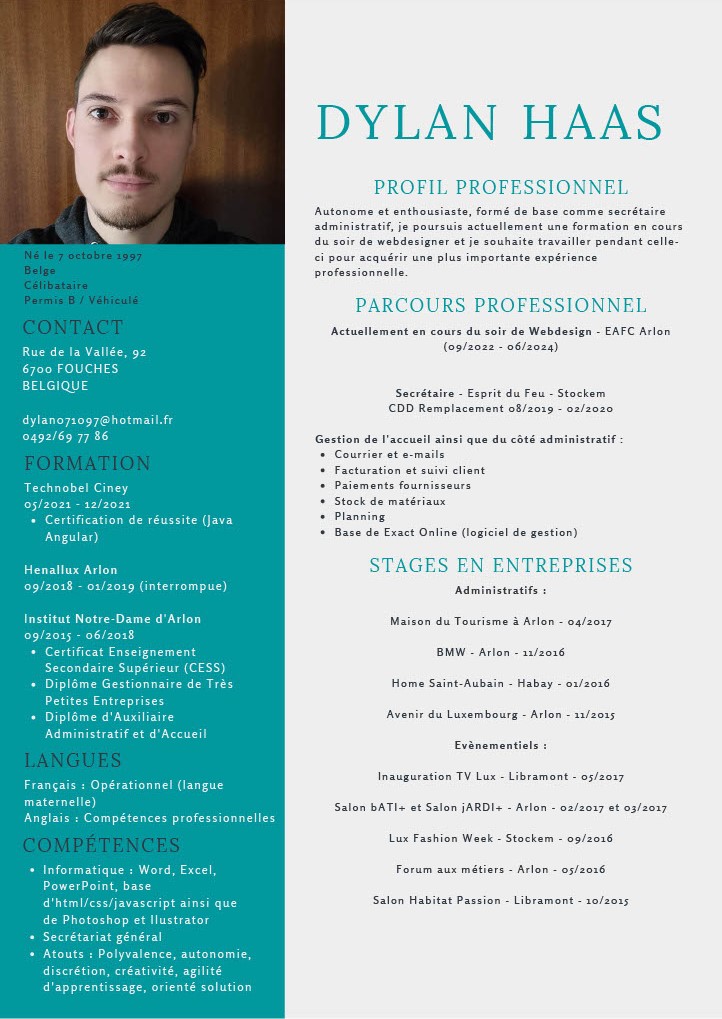 DYLAN HAAS
PROFIL PROFESSIONNEL
Autonome et enthousiaste, formé de base comme secrétaire
administratif, je poursuis actuellement une formation en cours
du soir de webdesigner et je souhaite travailler pendant celle-
ci pour acquérir une plus importante expérience
professionnelle.
PARCOURS PROFESSIONNEL
Actuellement en cours du soir de Webdesign - EAFC Arlon
(09/2022 - 06/2024)
Secrétaire - Esprit du Feu - Stockem
CDD Remplacement 08/2019 - 02/2020
Gestion de l'accueil ainsi que du côté administratif :
• Courrier et e-mails
• Facturation et suivi client
• Paiements fournisseurs
• Stock de matériaux
• Planning
• Base de Exact Online (logiciel de gestion)
STAGES EN ENTREPRISES
Administratifs :
Maison du Tourisme à Arlon - 04/2017
BMW - Arlon - 11/2016
Home Saint-Aubain - Habay - 01/2016
Avenir du Luxembourg - Arlon - 11/2015
Evènementiels :
Inauguration TV Lux - Libramont - 05/2017
Salon bATI+ et Salon jARDI+ - Arlon - 02/2017 et 03/2017
Lux Fashion Week - Stockem - 09/2016
Forum aux métiers - Arlon - 05/2016
Salon Habitat Passion - Libramont - 10/2015
Né le 7 octobre 1997
Belge
Célibataire
Permis B / Véhiculé
CONTACT
Rue de la Vallée, 92
6700 FOUCHES
BELGIQUE
dylan071097@hotmail.fr
0492/69 77 86
FORMATION
Technobel Ciney
05/2021 - 12/2021
• Certification de réussite (Java
Angular)
Henallux Arlon
09/2018 - 01/2019 (interrompue)
Institut Notre-Dame d'Arlon
09/2015 - 06/2018
• Certificat Enseignement
Secondaire Supérieur (CESS)
• Diplôme Gestionnaire de Très
Petites Entreprises
• Diplôme d'Auxiliaire
Administratif et d'Accueil
LANGUES
Français : Opérationnel (langue
maternelle)
Anglais : Compétences professionnelles
COMPÉTENCES
• Informatique : Word, Excel,
PowerPoint, base
d'html/css/javascript ainsi que
de Photoshop et Ilustrator
• Secrétariat général
• Atouts : Polyvalence, autonomie,
discrétion, créativité, agilité
d'apprentissage, orienté solution